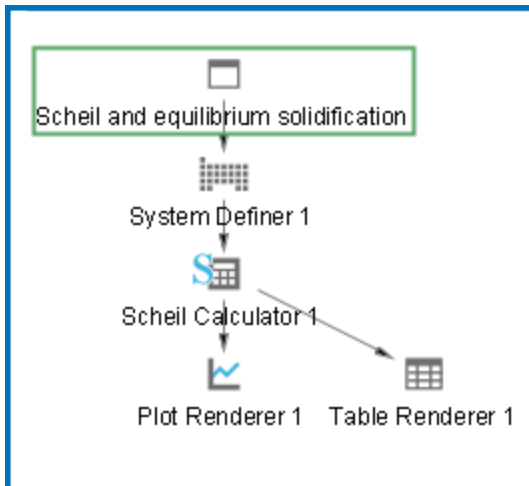 Scheil and equilibrium solidification
System Definer 1
S
Scheil Calculator 1
Plot Renderer 1 Table Renderer 1